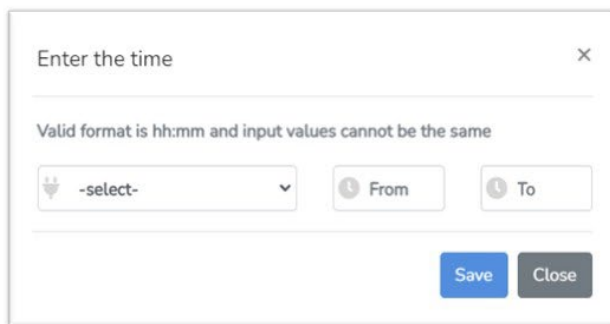 Enter the time ×
Valid format is hh:mm and input values cannot be the same
-select- From To
Save Close